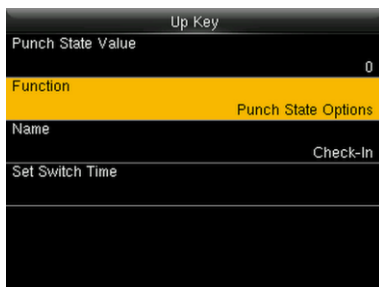 Up Key
Punch State Value
0
Function
Punch State Options
Name
Check-In
Set Switch Time